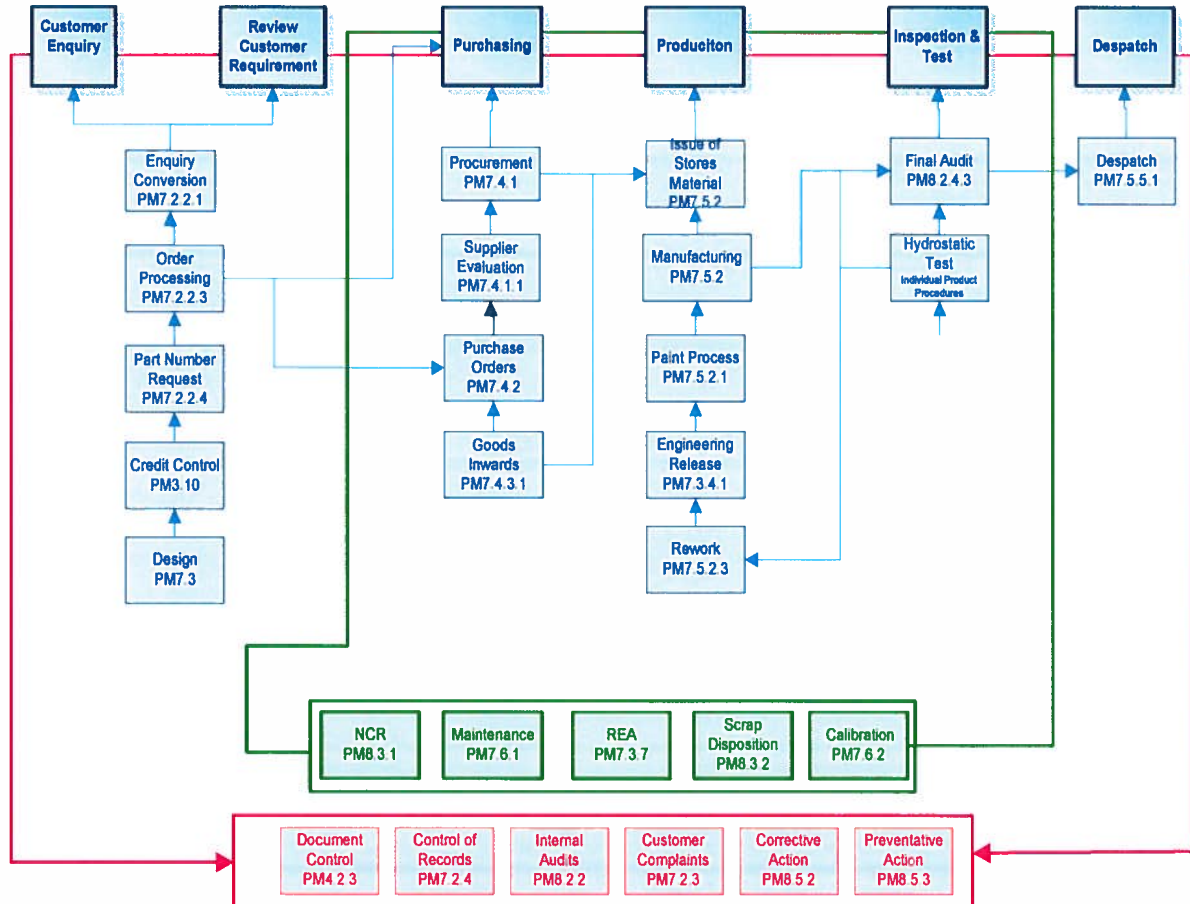 Customer
Enquiry
Review
Customer
Requirement
Purchasing
Produciton
Inspection &
Test
Despatch
Enquiry
Conversion
PM7.2.2.1
Order
Processing
PM7.2.2.3
Part Number
Request
PM7.2.2.4
Credit Control
PM3.10
Design
PM7.3
Procurement
PM7.4.1
Supplier
Evaluation
PM7.4.1.1
Purchase
Orders
PM7.4.2
Goods
Inwards
PM7.4.3.1
Issue of
Stores
Material
PM7.5.2
Manufacturing
PM7.5.2
Paint Process
PM7.5.2.1
Engineering
Release
PM7.3.4.1
Rework
PM7.5.2.3
Final Audit
PM8.2.4.3
Hydrostatic
Test
Individual Product
Procedures
Despatch
PM7.5.5.1
NCR
PM8.3.1
Maintenance
PM7.6.1
REA
PM7.3.7
Scrap
Disposition
PM8.3.2
Calibration
PM7.6.2
Document
Control
PM4.2.3
Control of
Records
PM7.2.4
Internal
Audits
PM8.2.2
Customer
Complaints
PM7.2.3
Corrective
Action
PM8.5.2
Preventative
Action
PM8.5.3